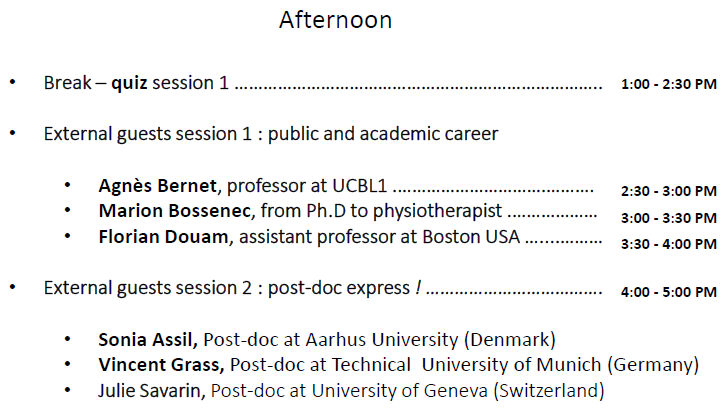 Afternoon
• Break – quiz session 1 ……………………………………………………………….. 1:00 - 2:30 PM
• External guests session 1 : public and academic career
• Agnès Bernet, professor at UCBL1 ………………………………… 2:30 - 3:00 PM
• Marion Bossenec, from Ph.D to physiotherapist ……………… 3:00 - 3:30 PM
• Florian Douam, assistant professor at Boston USA …...……… 3:30 - 4:00 PM
• External guests session 2 : post-doc express ! …………………………… 4:00 - 5:00 PM
• Sonia Assil, Post-doc at Aarhus University (Denmark)
• Vincent Grass, Post-doc at Technical University of Munich (Germany)
• Julie Savarin, Post-doc at University of Geneva (Switzerland)